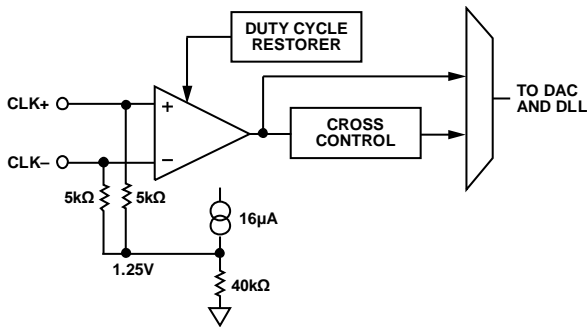 DUTY CYCLE
RESTORER
CLK+
+
TO DAC
AND DLL
CROSS
CONTROL
CLK–
–
5kΩ
5kΩ
16µA
1.25V
40kΩ